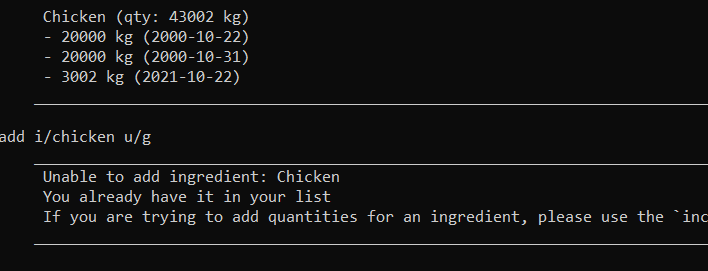 Chicken (qty: 43002 kg)
- 20000 kg (2000-10-22)
- 20000 kg (2000-10-31)
- 3002 kg (2021-10-22)
add i/chicken u/g
Unable to add ingredient: Chicken
You already have it in your list
If you are trying to add quantities for an ingredient, please use the `inc